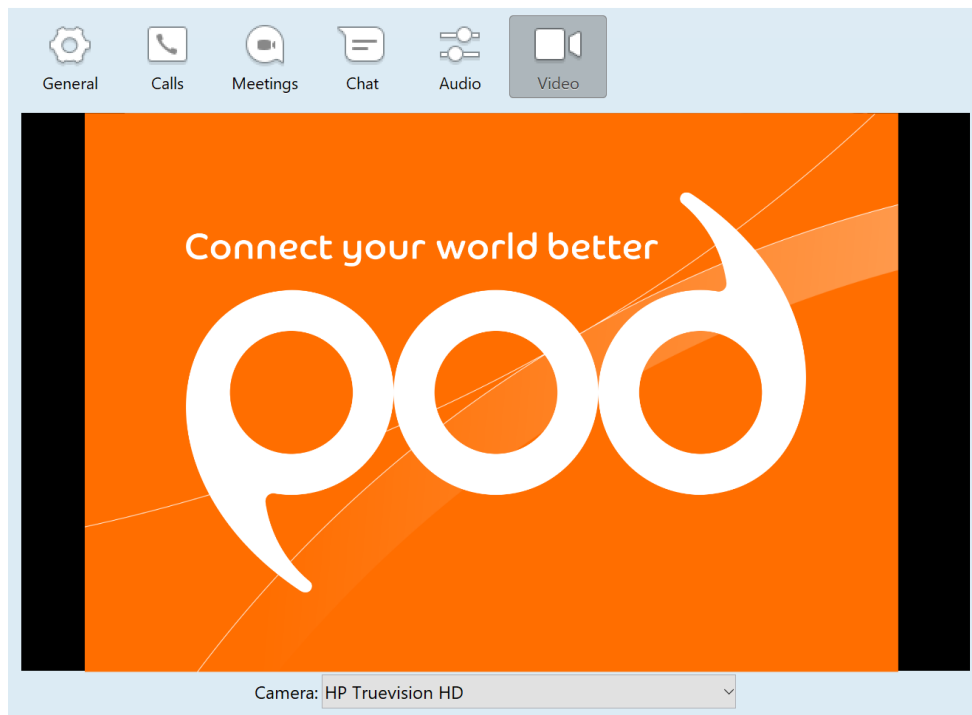 General
Calls
Meetings
Chat
Audio
Video
Connect your world better
pod
Camera: HP Truevision HD